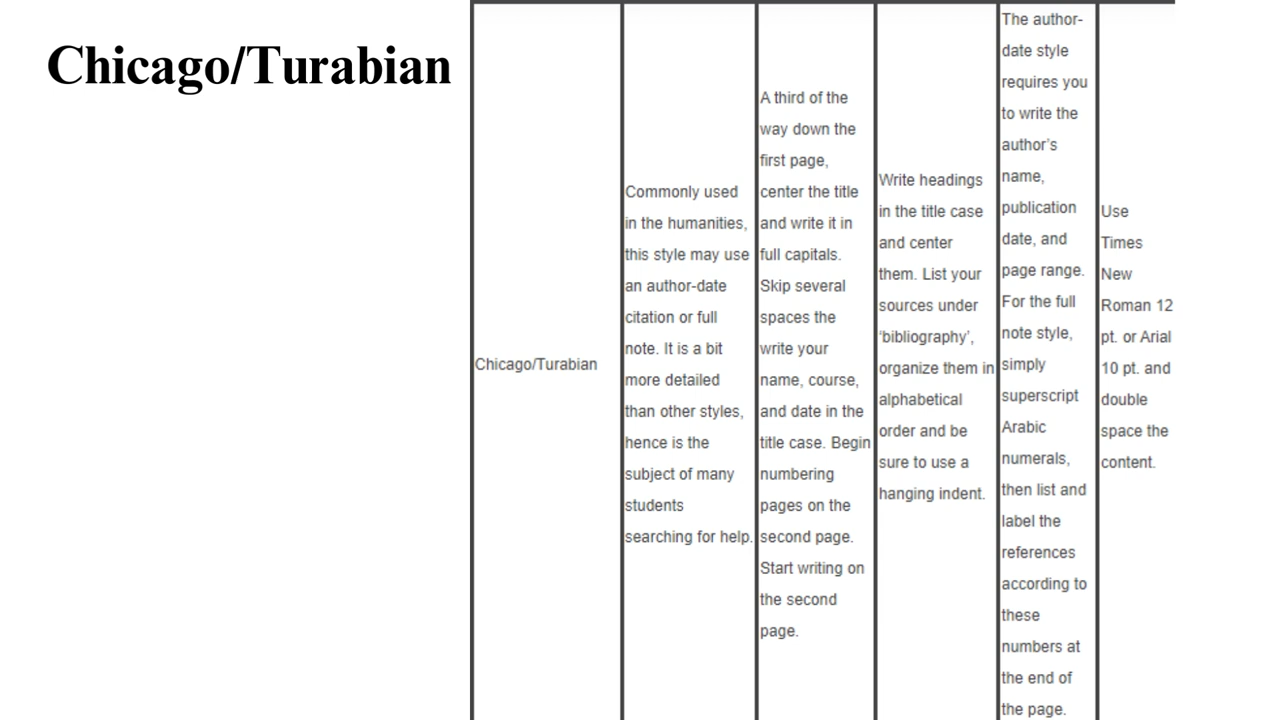 Chicago/Turabian
Chicago/Turabian
Commonly used
in the humanities,
this style may use
an author-date
citation or full
note. It is a bit
more detailed
than other styles,
hence is the
subject of many
students
searching for help.
A third of the
way down the
first page,
center the title
and write it in
full capitals.
Skip several
spaces the
write your
name, course,
and date in the
title case. Begin
numbering
pages on the
second page.
Start writing on
the second
page.
Write headings
in the title case
and center
them. List your
sources under
‘bibliography’,
organize them in
alphabetical
order and be
sure to use a
hanging indent.
The author-
date style
requires you
to write the
author’s
name,
publication
date, and
page range.
For the full
note style,
simply
superscript
Arabic
numerals,
then list and
label the
references
according to
these
numbers at
the end of
the page.
Use
Times
New
Roman 12
pt. or Arial
10 pt. and
double
space the
content.